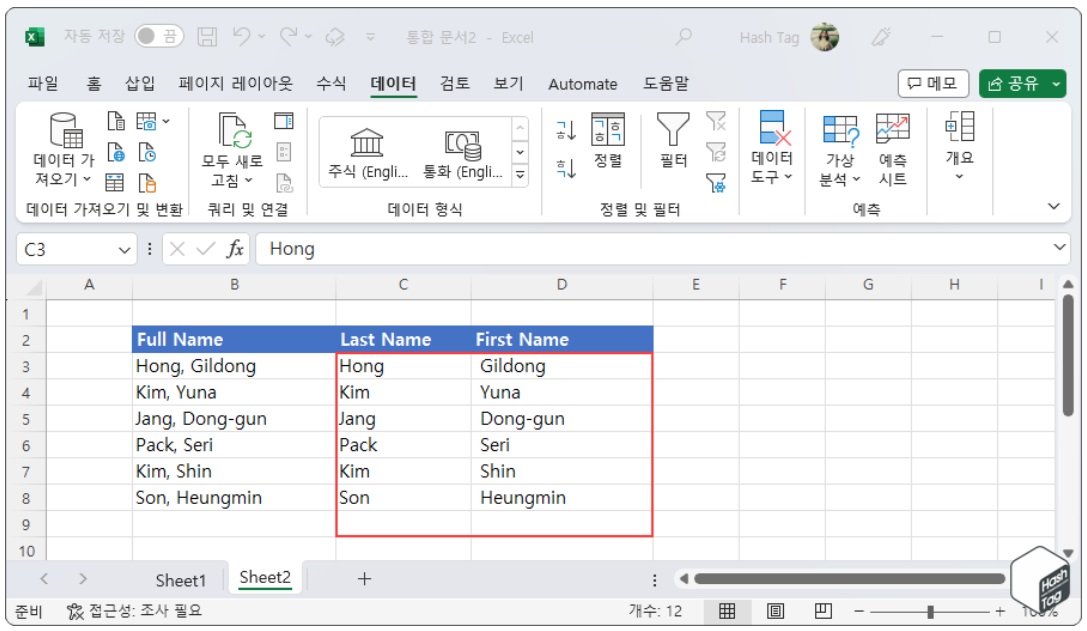 자동 저장 끔 통합 문서2 - Excel Hash Tag
파일 홈 삽입 페이지 레이아웃 수식 데이터 검토 보기 Automate 도움말 메모 공유
데이터 가져오기
모두 새로 고침
주식 (Engli... 통화 (Engli...
정렬
필터
데이터 도구
가상 분석
예측 시트
개요
데이터 가져오기 및 변환 쿼리 및 연결 데이터 형식 정렬 및 필터 예측
C3 fx Hong
A B C D E F G H I
1
2 Full Name Last Name First Name
3 Hong, Gildong Hong Gildong
4 Kim, Yuna Kim Yuna
5 Jang, Dong-gun Jang Dong-gun
6 Pack, Seri Pack Seri
7 Kim, Shin Kim Shin
8 Son, Heungmin Son Heungmin
9
10
Sheet1 Sheet2 +
준비 접근성: 조사 필요 개수: 12 - +
Hash
Tag